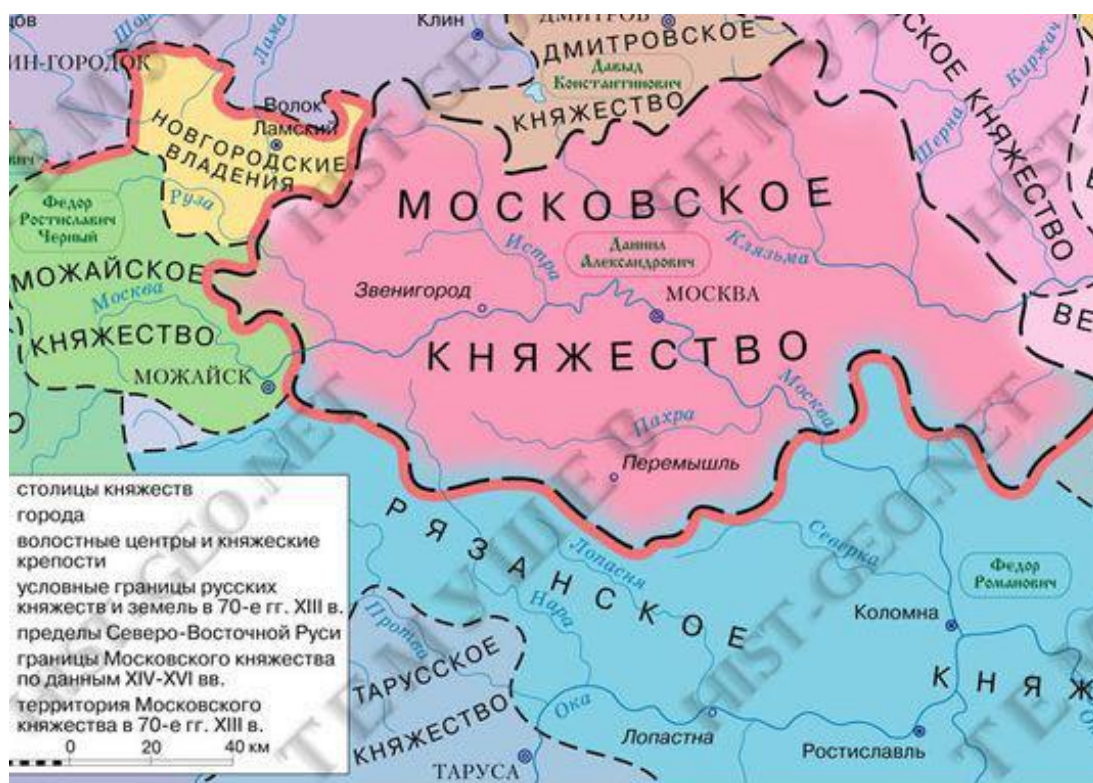 Клин
ДМИТРОВ
ДМИТРОВСКОЕ
Давыд
Константинович
КНЯЖЕСТВО
Киржач
СКОЕ
КНЯЖЕСТВО
Шерна
Лама
ИН-ГОРОДОК
Волок
Ламский
НОВГОРОДСКИЕ
ВЛАДЕНИЯ
Руза
вич
Федор
Ростиславич
Черный
МОЖАЙСКОЕ
Москва
КНЯЖЕСТВО
МОЖАЙСК
МОСКОВСКОЕ
Истра
Даниил
Александрович
Клязьма
Звенигород
МОСКВА
КНЯЖЕСТВО
Москва
Пахра
Перемышль
ВЕ
столицы княжеств
города
волостные центры и княжеские
крепости
условные границы русских
княжеств и земель в 70-е гг. XIII в.
пределы Северо-Восточной Руси
границы Московского княжества
по данным XIV-XVI вв.
территория Московского
княжества в 70-е гг. XIII в.
0 20 40 км
РЯЗАНСКОЕ
Лопасня
Северка
Нара
Протва
Федор
Романович
Коломна
КНЯЖ
ТАРУССКОЕ
КНЯЖЕСТВО
Ока
Лопастна
Ростиславль
ТАРУСА
HIST-GEO.NET